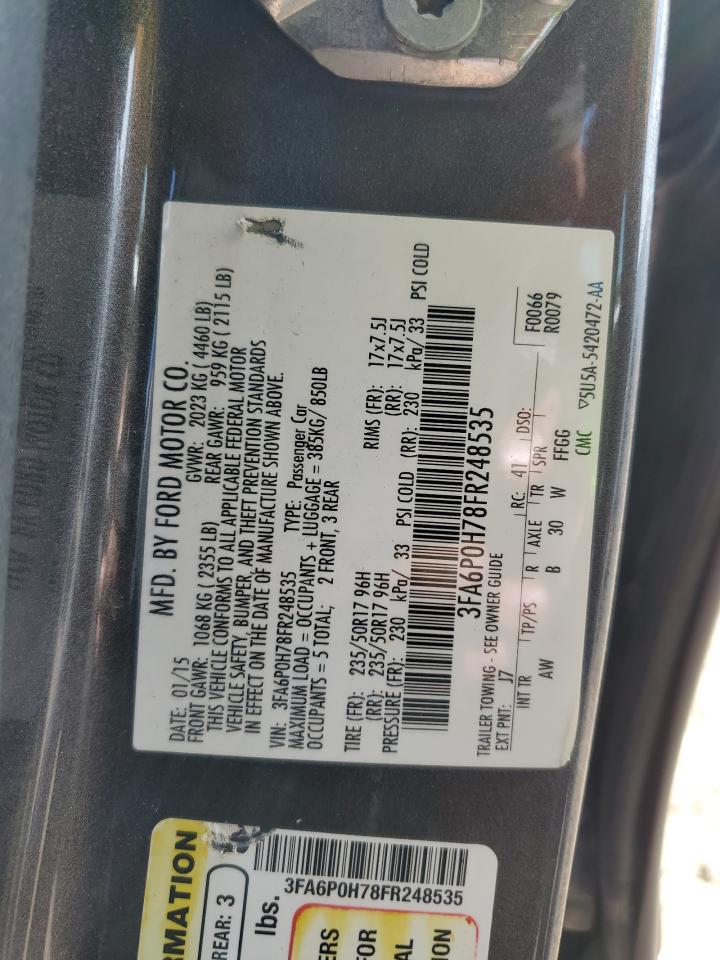 MFD. BY FORD MOTOR CO.
DATE: 01/15 GVWR: 2023 KG ( 4460 LB)
FRONT GAWR: 1068 KG ( 2355 LB) REAR GAWR: 959 KG ( 2115 LB)
THIS VEHICLE CONFORMS TO ALL APPLICABLE FEDERAL MOTOR
VEHICLE SAFETY, BUMPER, AND THEFT PREVENTION STANDARDS
IN EFFECT ON THE DATE OF MANUFACTURE SHOWN ABOVE.
VIN: 3FA6P0H78FR248535 TYPE: Passenger Car
MAXIMUM LOAD = OCCUPANTS + LUGGAGE = 385KG/ 850LB
OCCUPANTS = 5 TOTAL; 2 FRONT, 3 REAR
TIRE (FR): 235/50R17 96H RIMS (FR): 17x7.5J
(RR): 235/50R17 96H (RR): 17x7.5J
PRESSURE (FR): 230 kPa/ 33 PSI COLD (RR): 230 kPa/ 33 PSI COLD
3FA6P0H78FR248535
TRAILER TOWING - SEE OWNER GUIDE
EXT PNT: J7 RC: 41 DSO: F0066
R0079
INT TR TP/PS R AXLE TR SPR
AW B 30 W FFGG
CMC ▽5U5A-5420472-AA
3FA6P0H78FR248535
RMATION
REAR: 3
lbs.
ERS
FOR
AL
ION